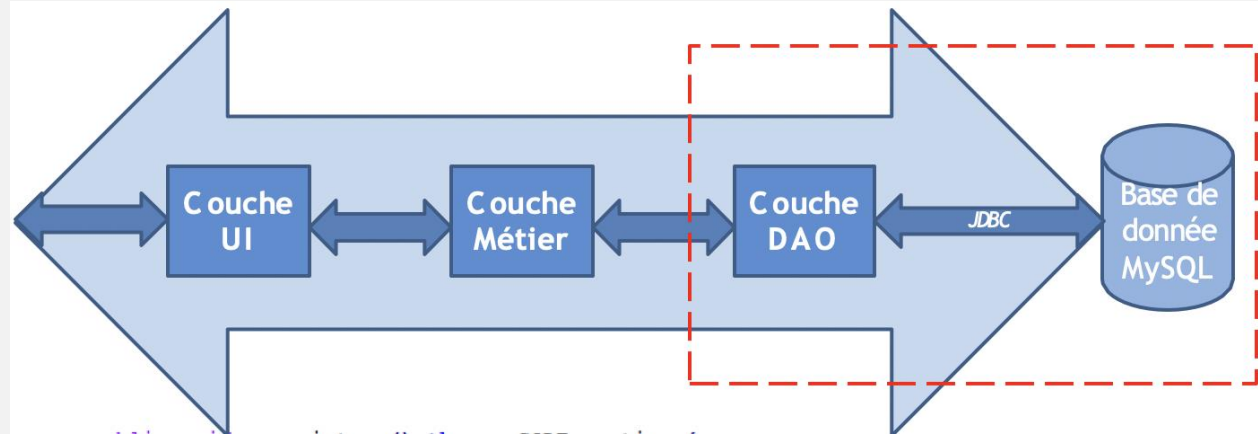 Couche
UI
Couche
Métier
Couche
DAO
JDBC
Base de
donnée
MySQL